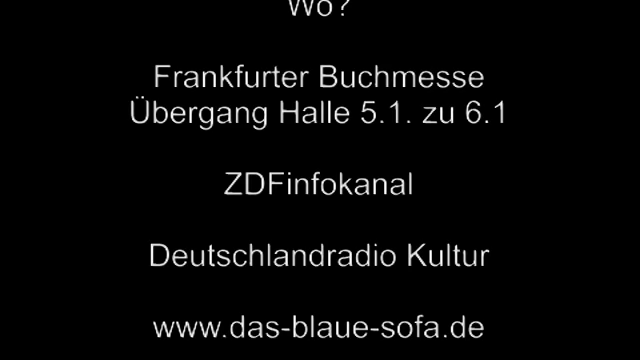 Wo?
Frankfurter Buchmesse
Übergang Halle 5.1. zu 6.1
ZDFinfokanal
Deutschlandradio Kultur
www.das-blaue-sofa.de